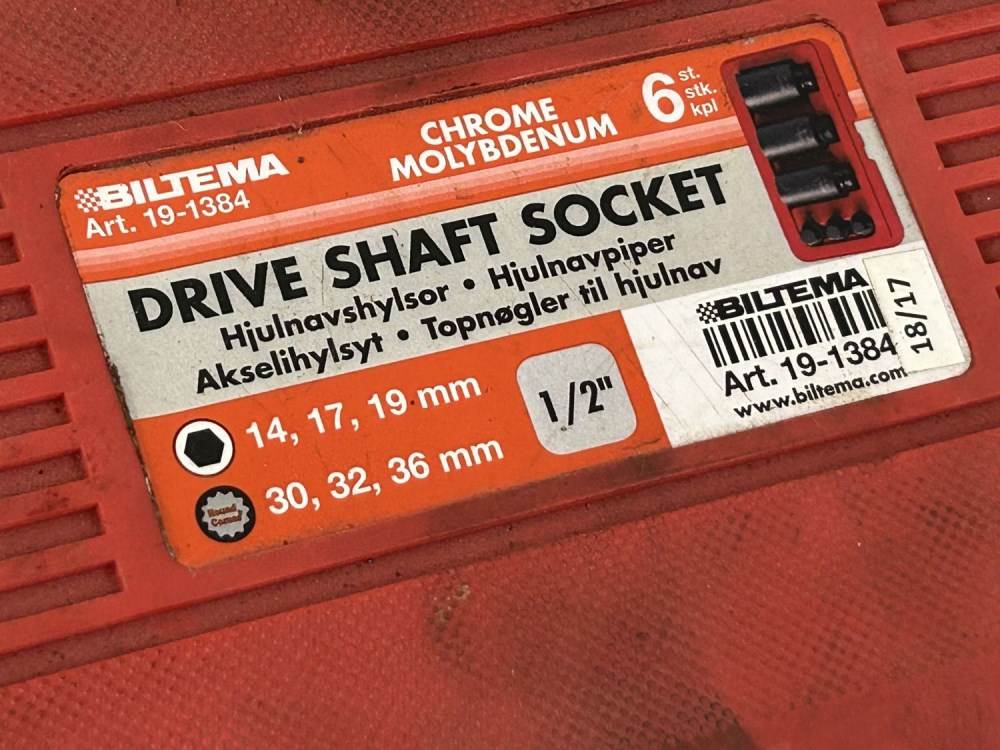 BILTEMA
Art. 19-1384
CHROME
MOLYBDENUM
6 st.
stk.
kpl
DRIVE SHAFT SOCKET
Hjulnavshylsor • Hjulnavpiper
Akselihylsyt • Topnøgler til hjulnav
14, 17, 19 mm
Round
Corner
30, 32, 36 mm
1/2"
BILTEMA
Art. 19-1384
www.biltema.com
18/17